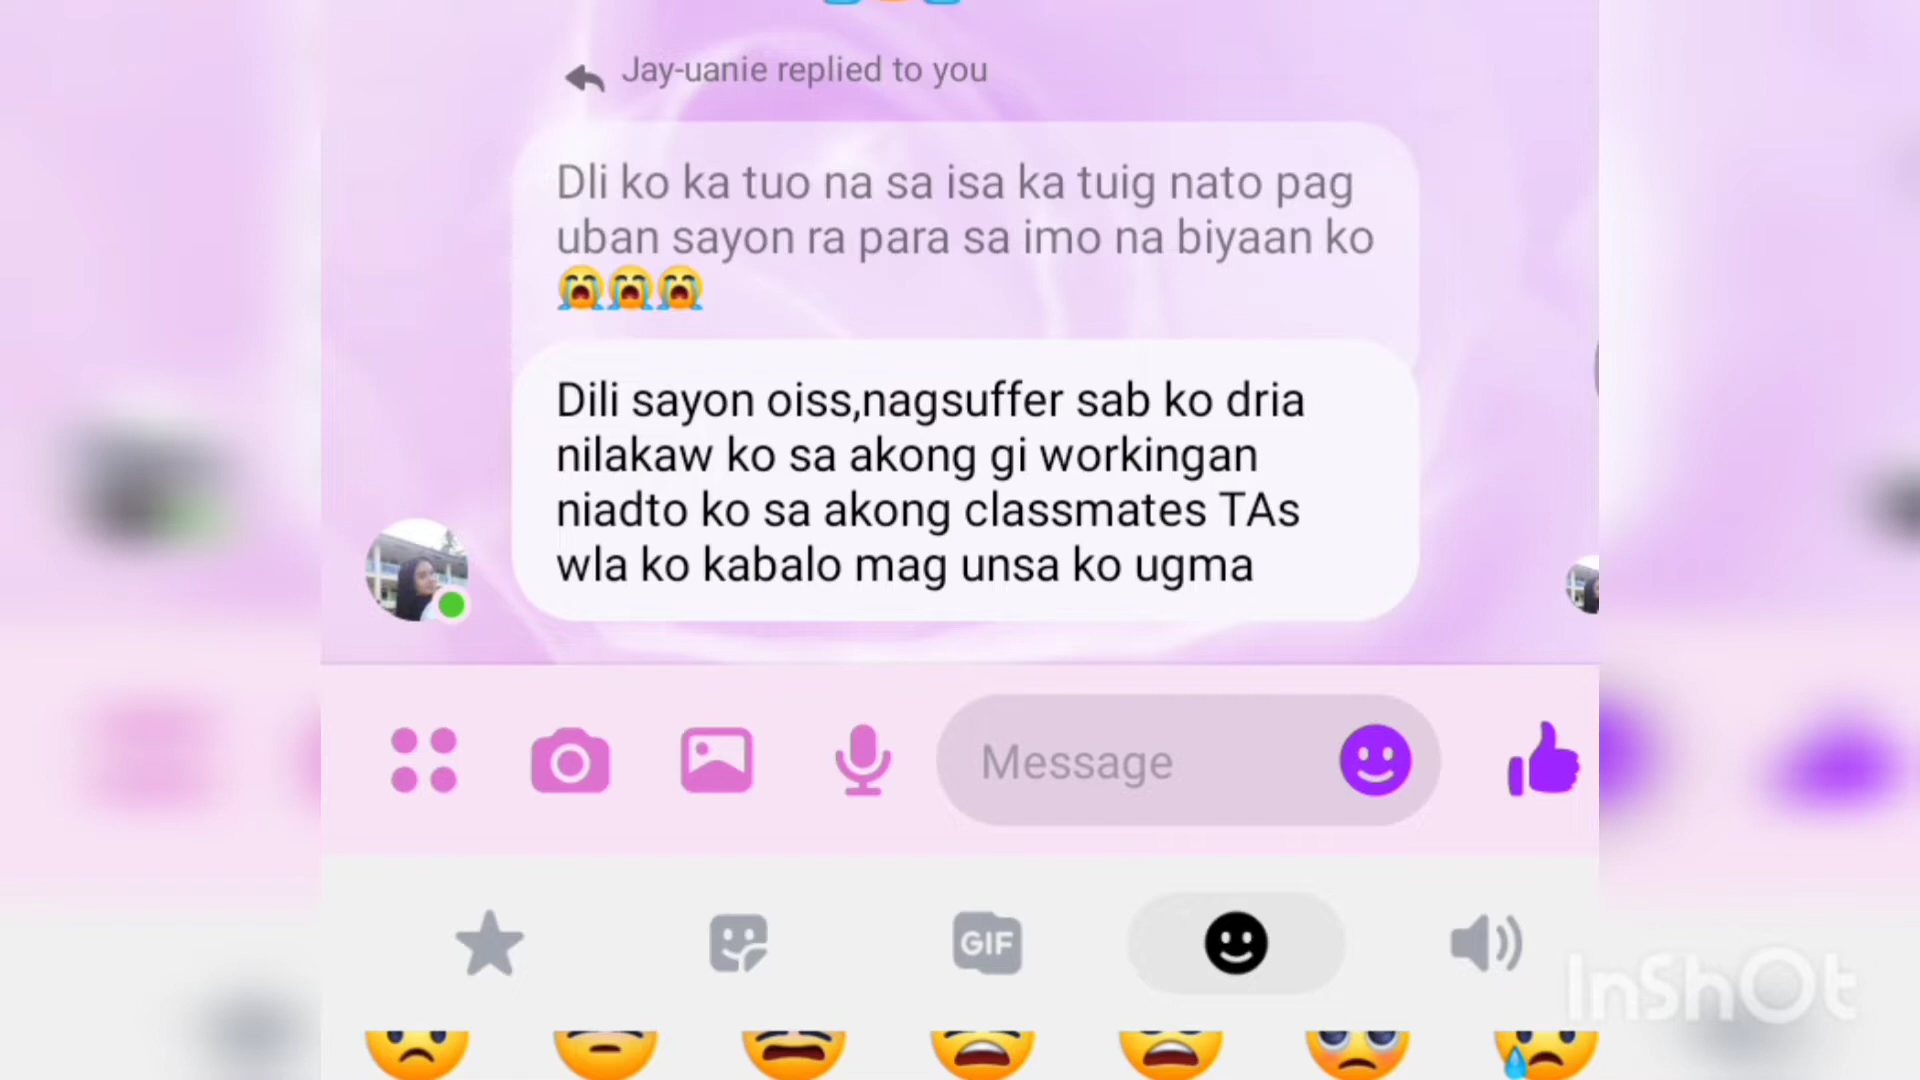 Jay-uanie replied to you
Dli ko ka tuo na sa isa ka tuig nato pag
uban sayon ra para sa imo na biyaan ko
😭😭😭
Dili sayon oiss,nagsuffer sab ko dria
nilakaw ko sa akong gi workingan
niadto ko sa akong classmates TAs
wla ko kabalo mag unsa ko ugma
Message
GIF
InShOt